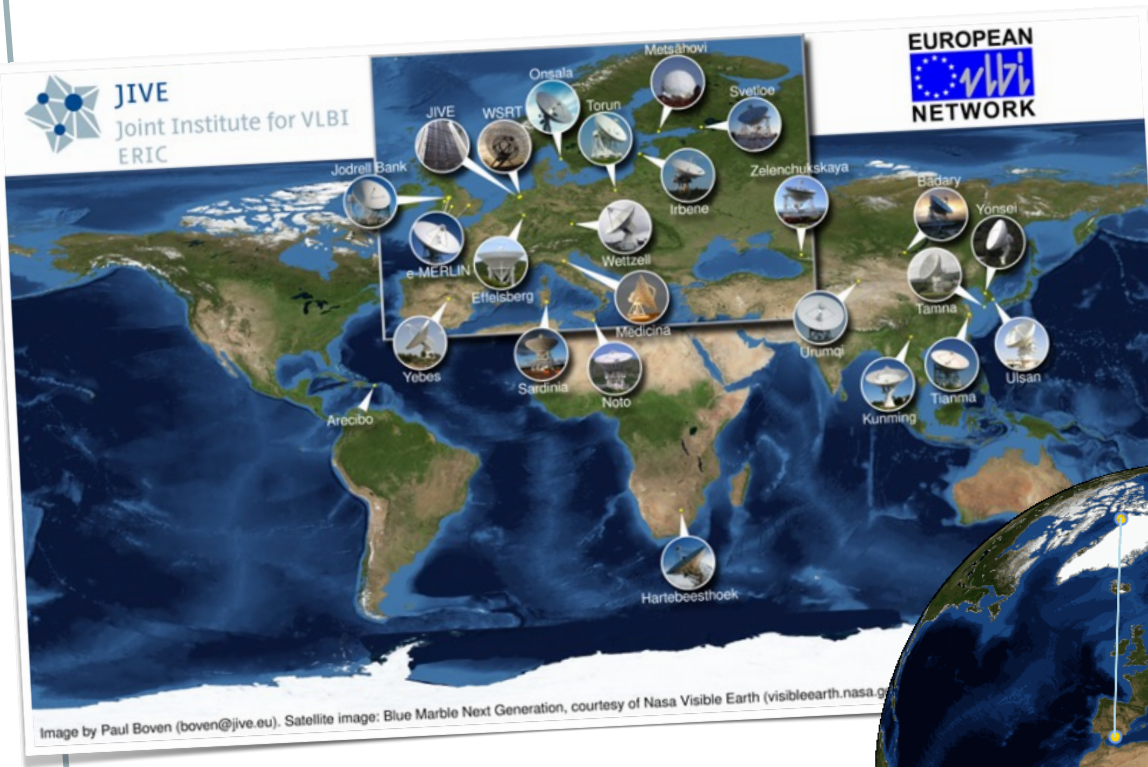 JIVE
Joint Institute for VLBI
ERIC
EUROPEAN
vlbi
NETWORK
Metsähovi
Onsala
Svetloe
JIVE
WSRT
Torun
Jodrell Bank
Zelenchukskaya
Badary
Yonsei
Irbene
Wettzell
e-MERLIN
Effelsberg
Tamna
Medicina
Urumqi
Ulsan
Yebes
Sardinia
Noto
Tianma
Kunming
Arecibo
Hartebeesthoek
Image by Paul Boven (boven@jive.eu). Satellite image: Blue Marble Next Generation, courtesy of Nasa Visible Earth (visibleearth.nasa.g